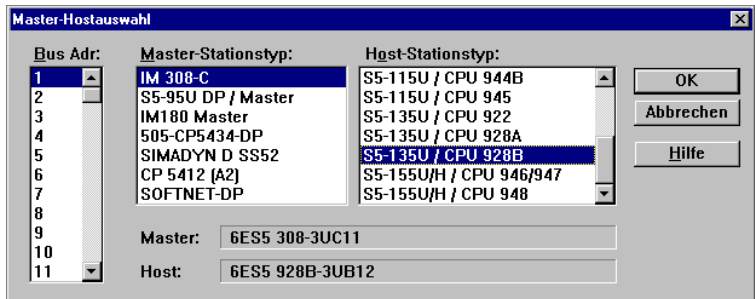 Master-Hostauswahl
Bus Adr: Master-Stationstyp: Host-Stationstyp:
1 IM 308-C S5-115U / CPU 944B
2 S5-95U DP / Master S5-115U / CPU 945 OK
3 IM180 Master S5-135U / CPU 922
4 505-CP5434-DP S5-135U / CPU 928A Abbrechen
5 SIMADYN D SS52 S5-135U / CPU 928B
6 CP 5412 (A2) S5-155U/H / CPU 946/947 Hilfe
7 SOFTNET-DP S5-155U/H / CPU 948
8
9 Master: 6ES5 308-3UC11
10
11 Host: 6ES5 928B-3UB12